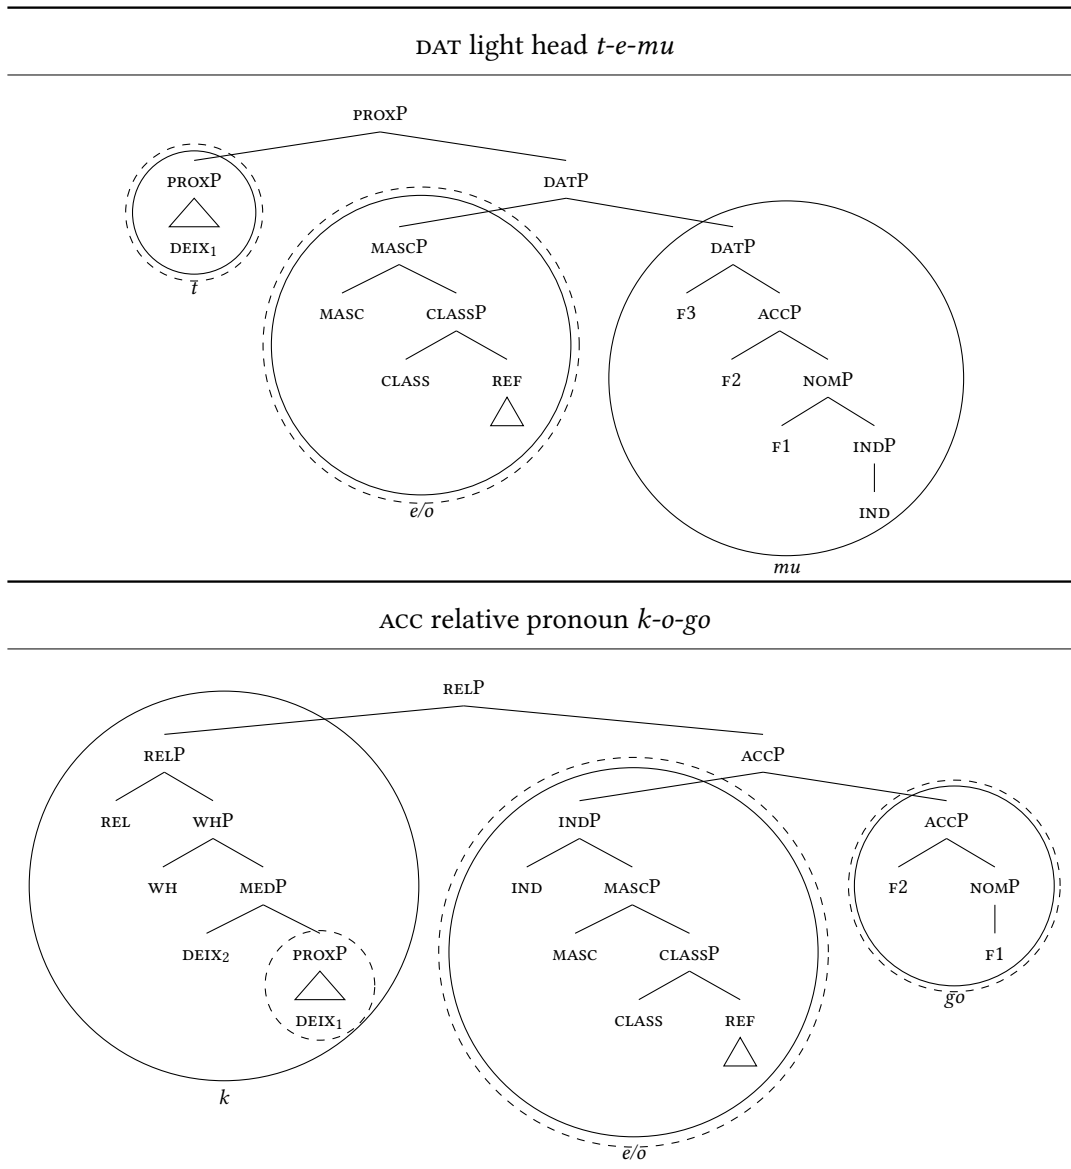 DAT light head t-e-mu
PROXP
PROXP DATP
DEIX₁ MASCP DATP
t
MASC CLASSP F3 ACCP
CLASS REF F2 NOMP
F1 INDP
e/o IND
mu
ACC relative pronoun k-o-go
RELP
RELP ACCP
REL WHP INDP ACCP
WH MEDP IND MASCP F2 NOMP
DEIX₂ PROXP MASC CLASSP F1
go
DEIX₁ CLASS REF
k
e/o